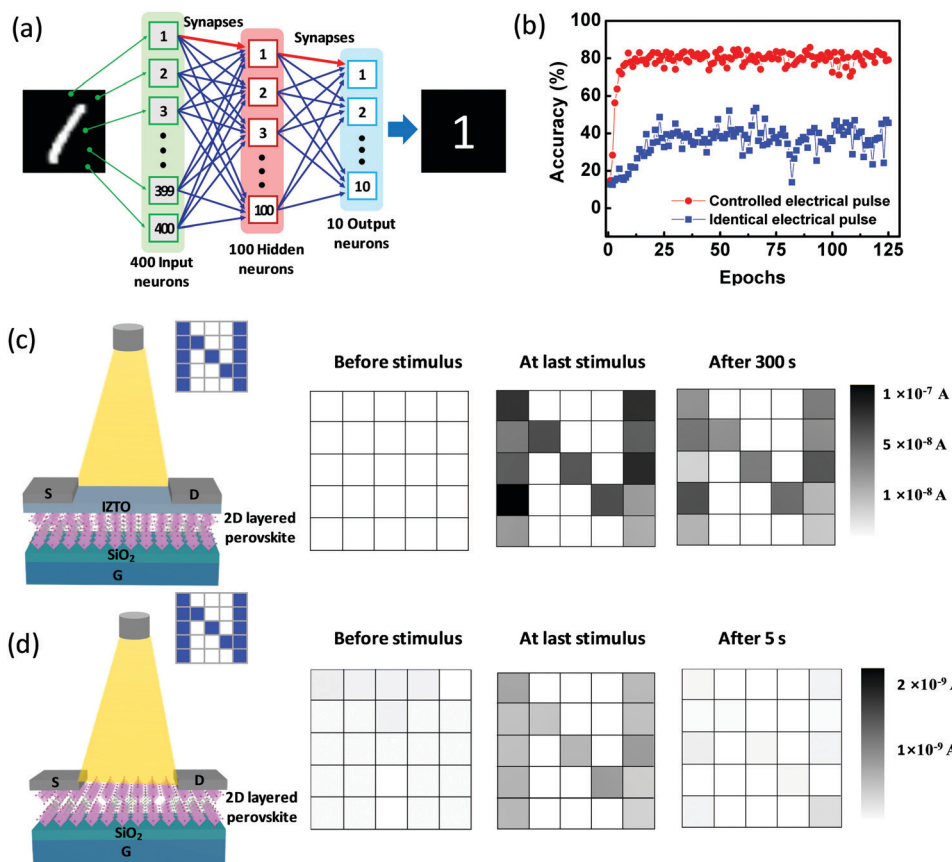 (a)
Synapses
Synapses
1
2
3
399
400
1
2
3
100
1
2
10
1
400 Input
neurons
100 Hidden
neurons
10 Output
neurons
(b)
Accuracy (%)
100
80
60
40
20
0
Controlled electrical pulse
Identical electrical pulse
0 25 50 75 100 125
Epochs
(c)
S
D
IZTO
2D layered
perovskite
SiO2
G
Before stimulus
At last stimulus
After 300 s
1 ×10⁻⁷ A
5 ×10⁻⁸ A
1 ×10⁻⁸ A
(d)
S
D
2D layered
perovskite
SiO2
G
Before stimulus
At last stimulus
After 5 s
2 ×10⁻⁹ A
1 ×10⁻⁹ A